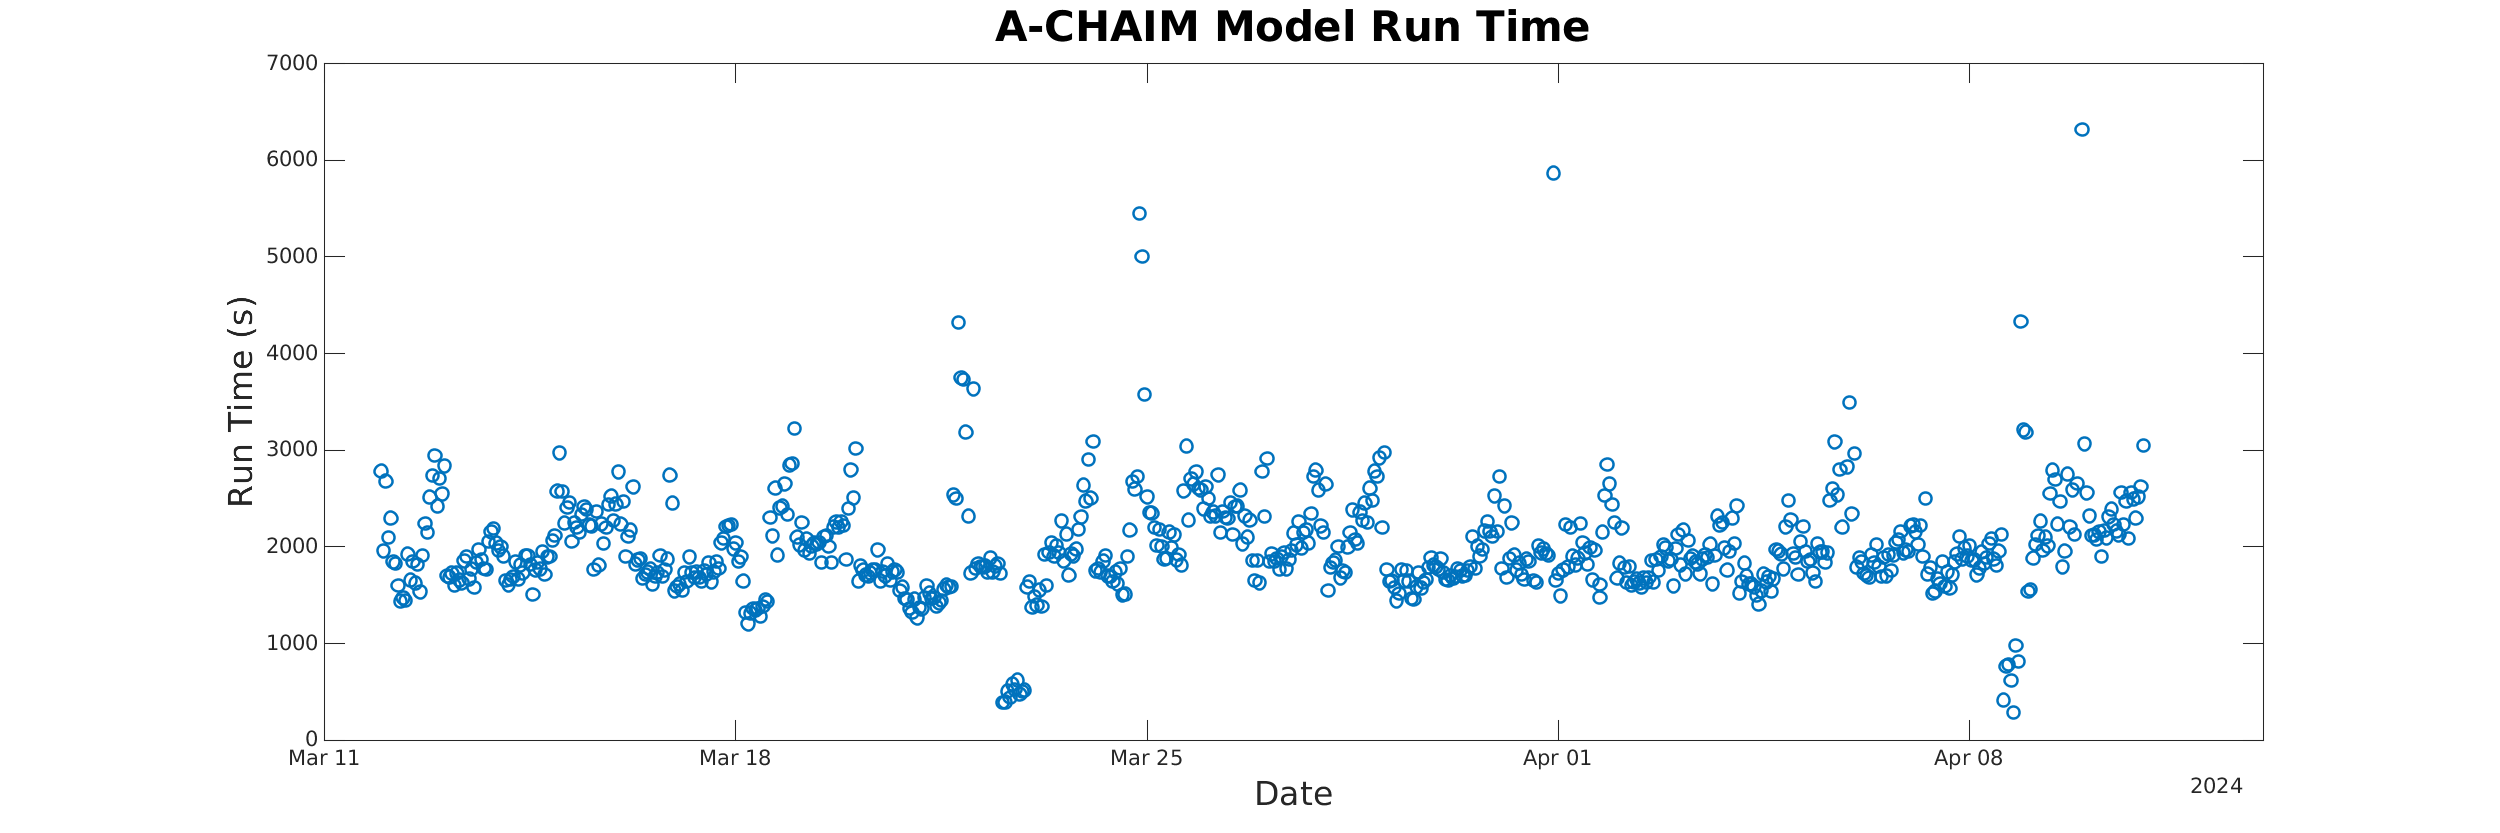 A-CHAIM Model Run Time
7000
6000
5000
4000
3000
2000
1000
0
Run Time (s)
Mar 11
Mar 18
Mar 25
Apr 01
Apr 08
2024
Date